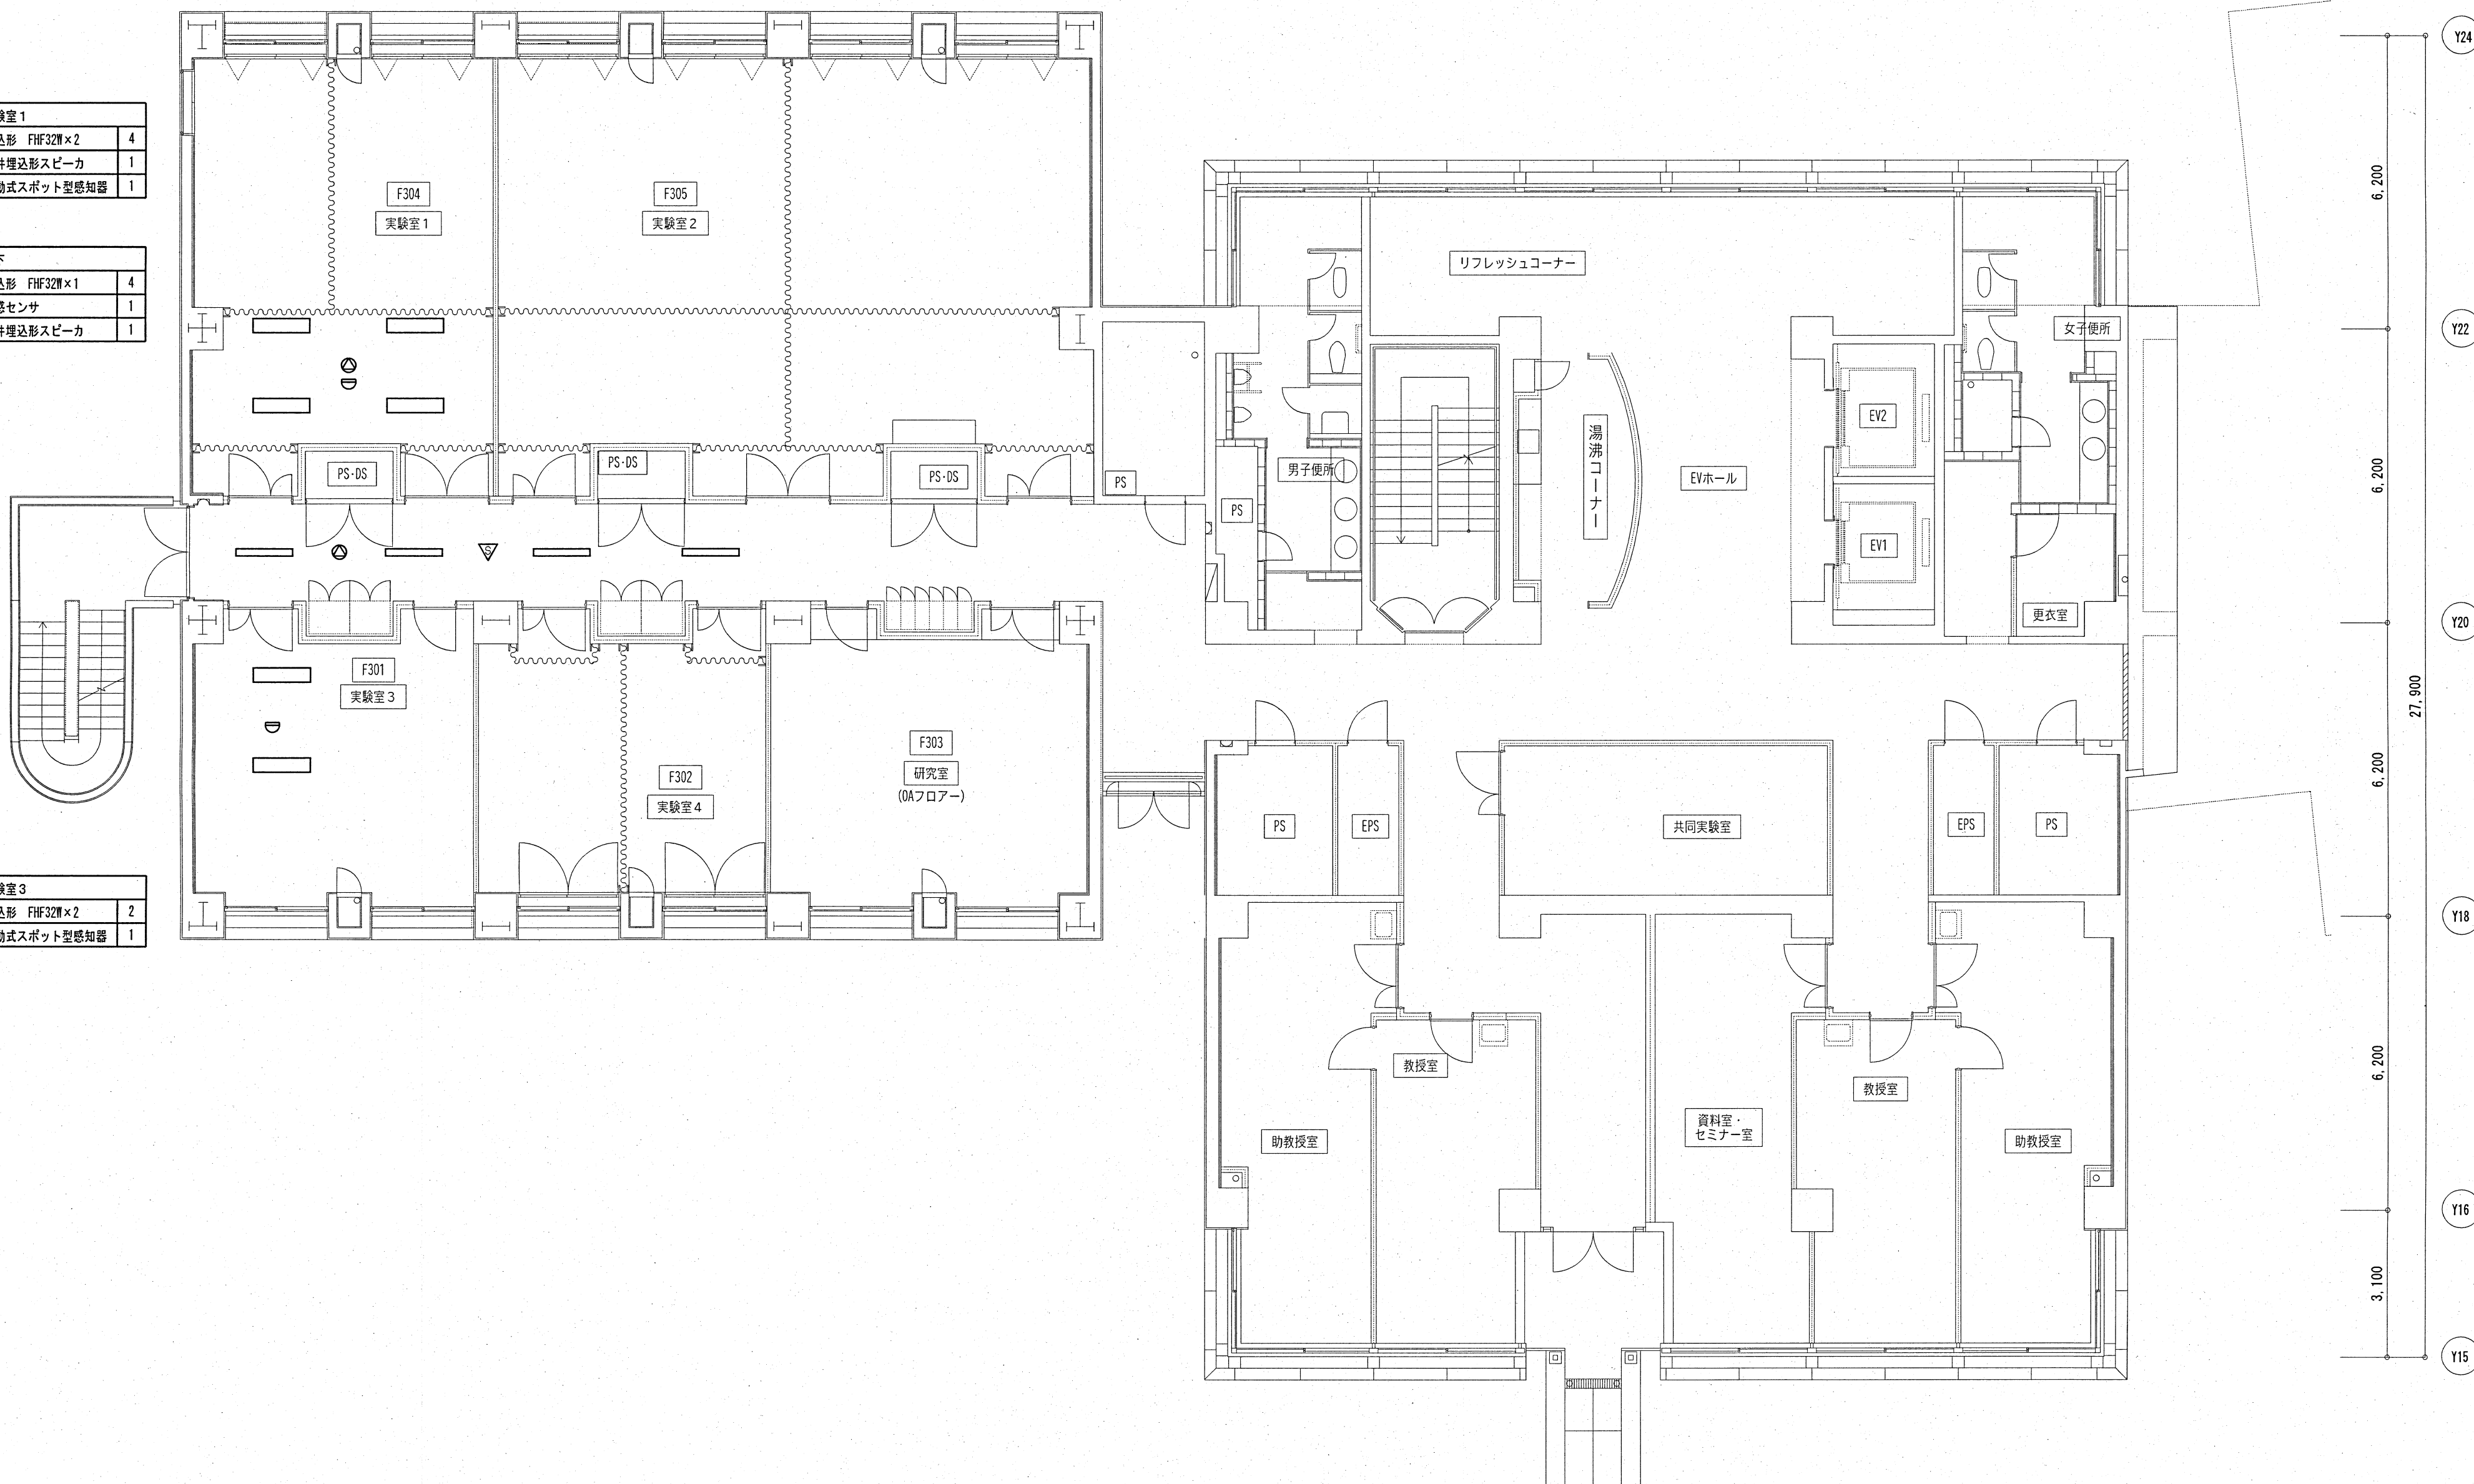 験室1
込形 FHF32W×2 4
井埋込形スピーカ 1
動式スポット型感知器 1
下
込形 FHF32W×1 4
感センサ 1
井埋込形スピーカ 1
験室3
込形 FHF32W×2 2
動式スポット型感知器 1
F304
実験室1
F305
実験室2
PS·DS
PS·DS
PS·DS
PS
S
F301
実験室3
F302
実験室4
F303
研究室
(OAフロアー)
リフレッシュコーナー
女子便所
男子便所
PS
湯沸コーナー
EVホール
EV2
EV1
更衣室
PS
EPS
共同実験室
EPS
PS
教授室
助教授室
資料室・
セミナー室
教授室
助教授室
6,200
6,200
6,200
6,200
3,100
27,900
Y24
Y22
Y20
Y18
Y16
Y15